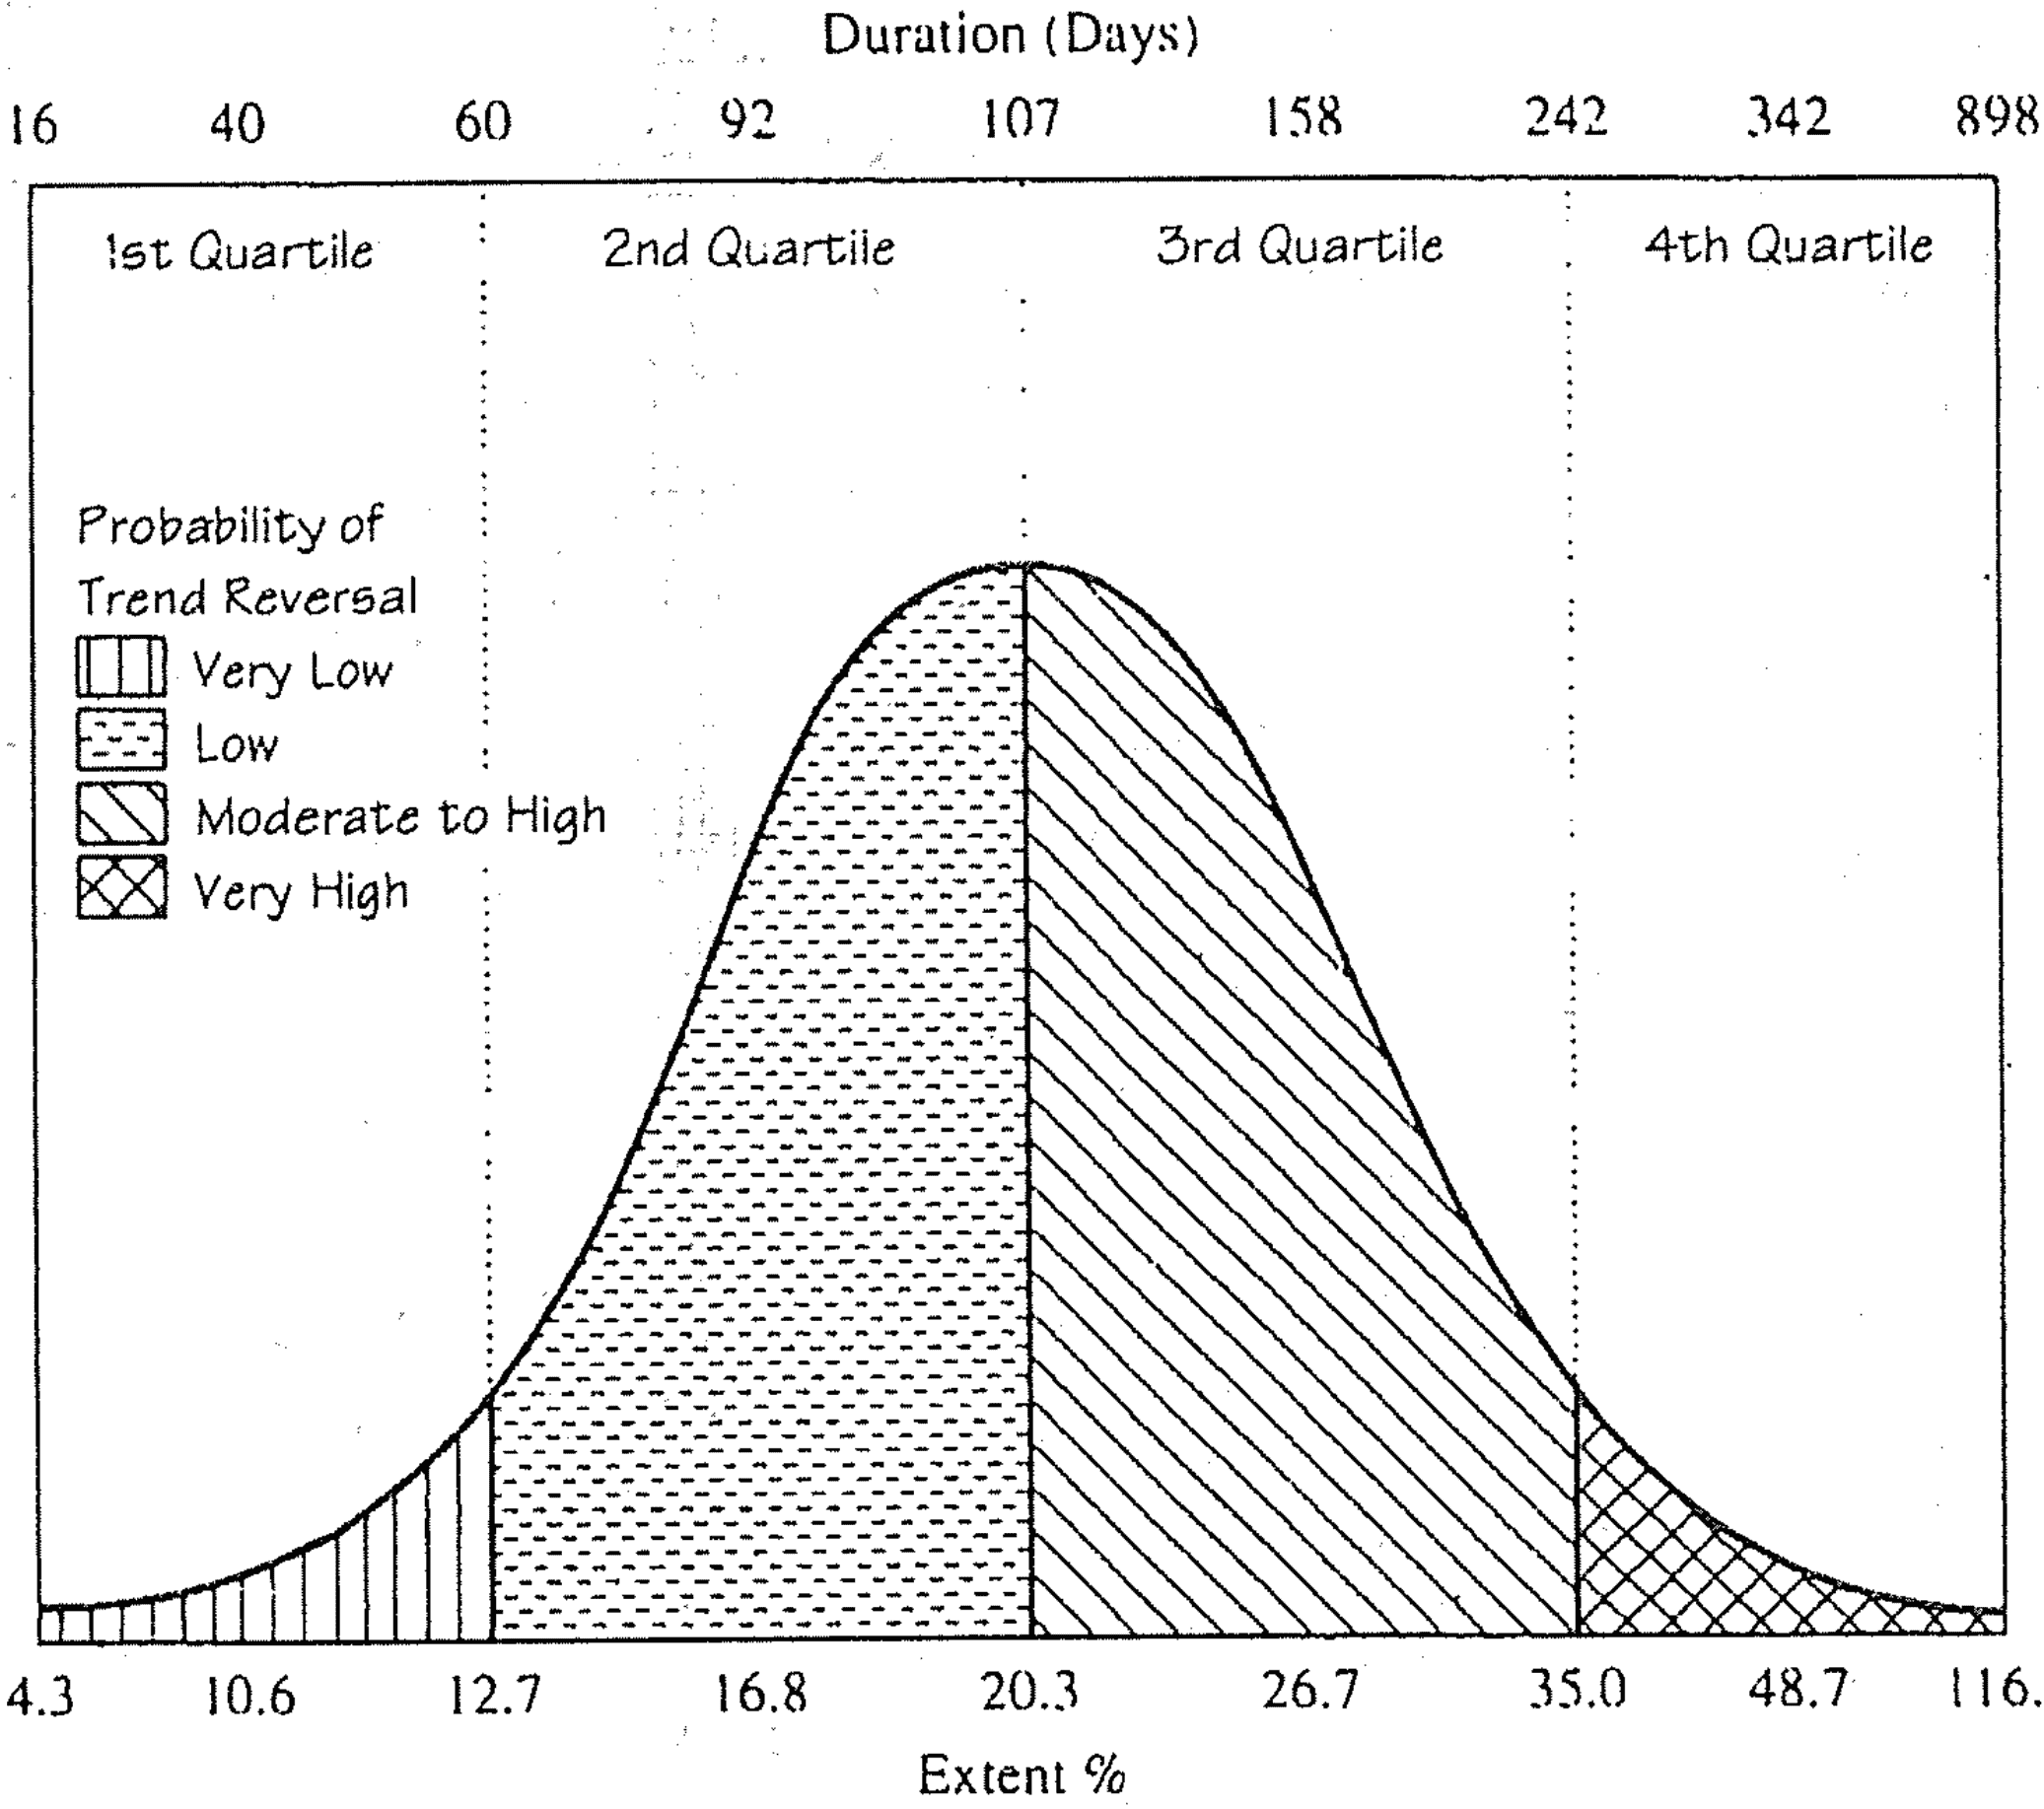 Duration (Days)
16 40 60 92 107 158 242 342 898
1st Quartile 2nd Quartile 3rd Quartile 4th Quartile
Probability of
Trend Reversal
Very Low
Low
Moderate to High
Very High
4.3 10.6 12.7 16.8 20.3 26.7 35.0 48.7 116.
Extent %